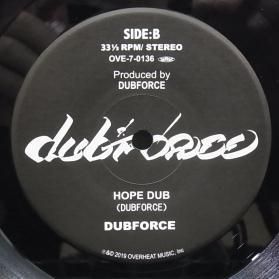 SIDE:B
33⅓ RPM/ STEREO
OVE-7-0136
Produced by
DUBFORCE
dubforce
HOPE DUB
(DUBFORCE)
DUBFORCE
℗&© 2019 OVERHEAT MUSIC, Inc